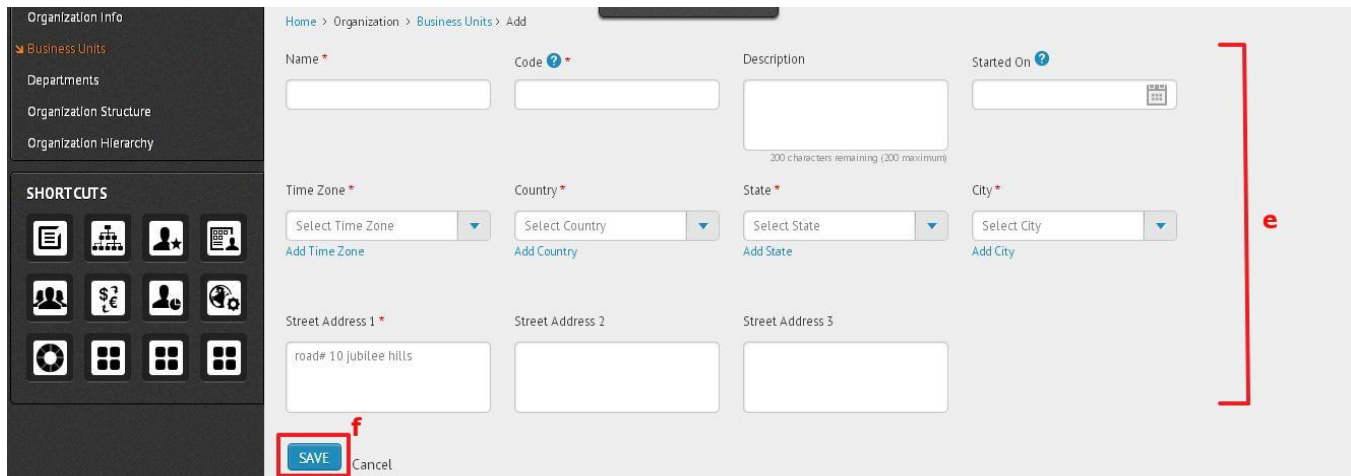 Organization Info
Business Units
Departments
Organization Structure
Organization Hierarchy
SHORTCUTS
Home > Organization > Business Units > Add
Name * Code ? * Description Started On ?
200 characters remaining (200 maximum)
Time Zone * Country * State * City *
Select Time Zone Select Country Select State Select City
Add Time Zone Add Country Add State Add City
e
Street Address 1 * Street Address 2 Street Address 3
road# 10 jubilee hills
f
SAVE Cancel